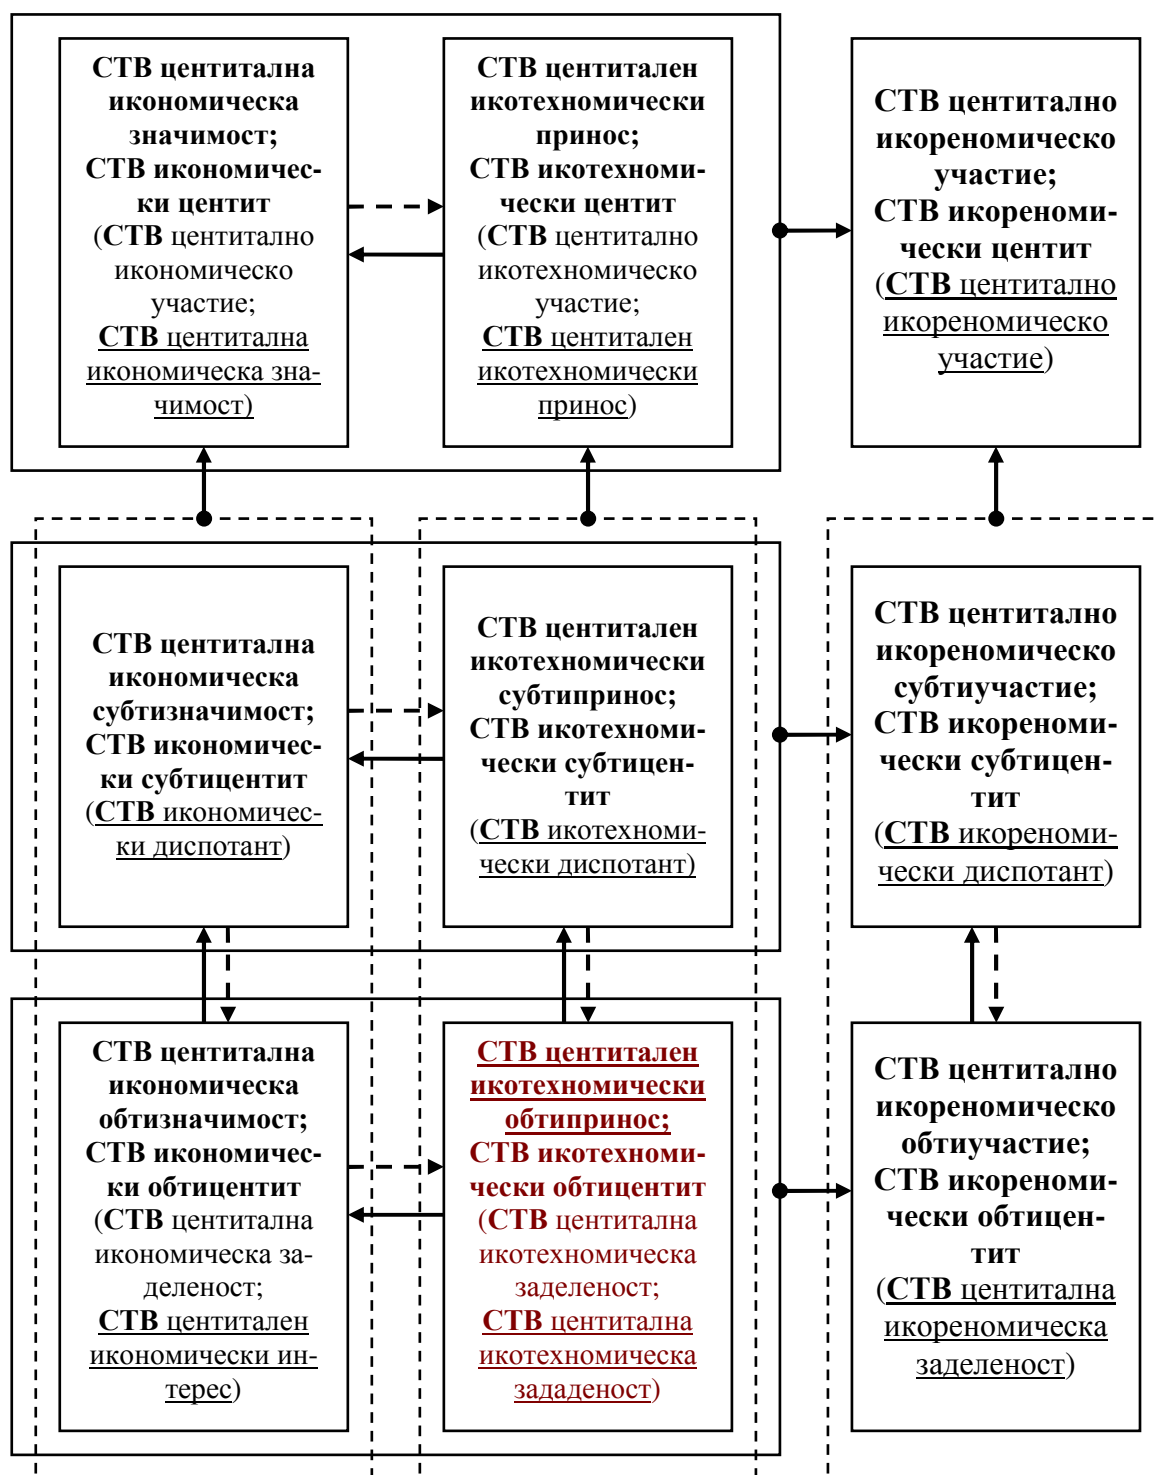 СТВ центитална
икономическа
значимост;
СТВ икономичес-
ки центит
(СТВ центитално
икономическо
участие;
СТВ центитална
икономическа зна-
чимост)
СТВ центитален
икотехномически
принос;
СТВ икотехноми-
чески центит
(СТВ центитално
икотехномическо
участие;
СТВ центитален
икотехномически
принос)
СТВ центитално
икореномическо
участие;
СТВ икореноми-
чески центит
(СТВ центитално
икореномическо
участие)
СТВ центитална
икономическа
субтизначимост;
СТВ икономичес-
ки субтицентит
(СТВ икономичес-
ки диспотант)
СТВ центитален
икотехномически
субтипринос;
СТВ икотехноми-
чески субтицен-
тит
(СТВ икотехноми-
чески диспотант)
СТВ центитално
икореномическо
субтиучастие;
СТВ икореноми-
чески субтицен-
тит
(СТВ икореноми-
чески диспотант)
СТВ центитална
икономическа
обтизначимост;
СТВ икономичес-
ки обтицентит
(СТВ центитална
икономическа за-
деленост;
СТВ центитален
икономически ин-
терес)
СТВ центитален
икотехномически
обтипринос;
СТВ икотехноми-
чески обтицентит
(СТВ центитална
икотехномическа
заделеност;
СТВ центитална
икотехномическа
зададеност)
СТВ центитално
икореномическо
обтиучастие;
СТВ икореноми-
чески обтицен-
тит
(СТВ центитална
икореномическа
заделеност)